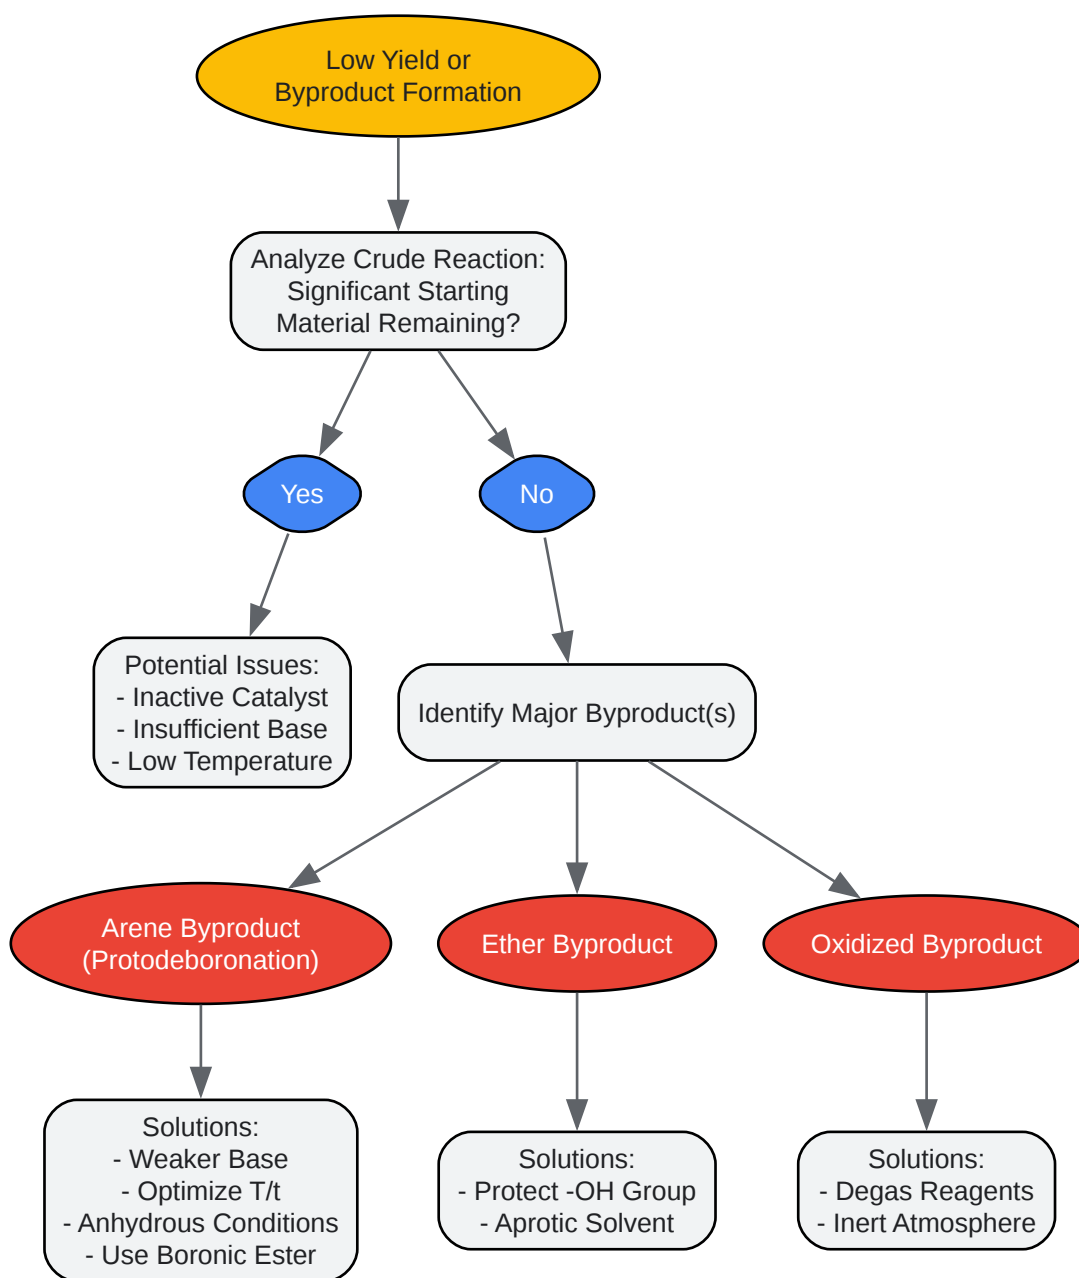 Low Yield or
Byproduct Formation
Analyze Crude Reaction:
Significant Starting
Material Remaining?
Yes
No
Potential Issues:
- Inactive Catalyst
- Insufficient Base
- Low Temperature
Identify Major Byproduct(s)
Arene Byproduct
(Protodeboronation)
Ether Byproduct
Oxidized Byproduct
Solutions:
- Weaker Base
- Optimize T/t
- Anhydrous Conditions
- Use Boronic Ester
Solutions:
- Protect -OH Group
- Aprotic Solvent
Solutions:
- Degas Reagents
- Inert Atmosphere